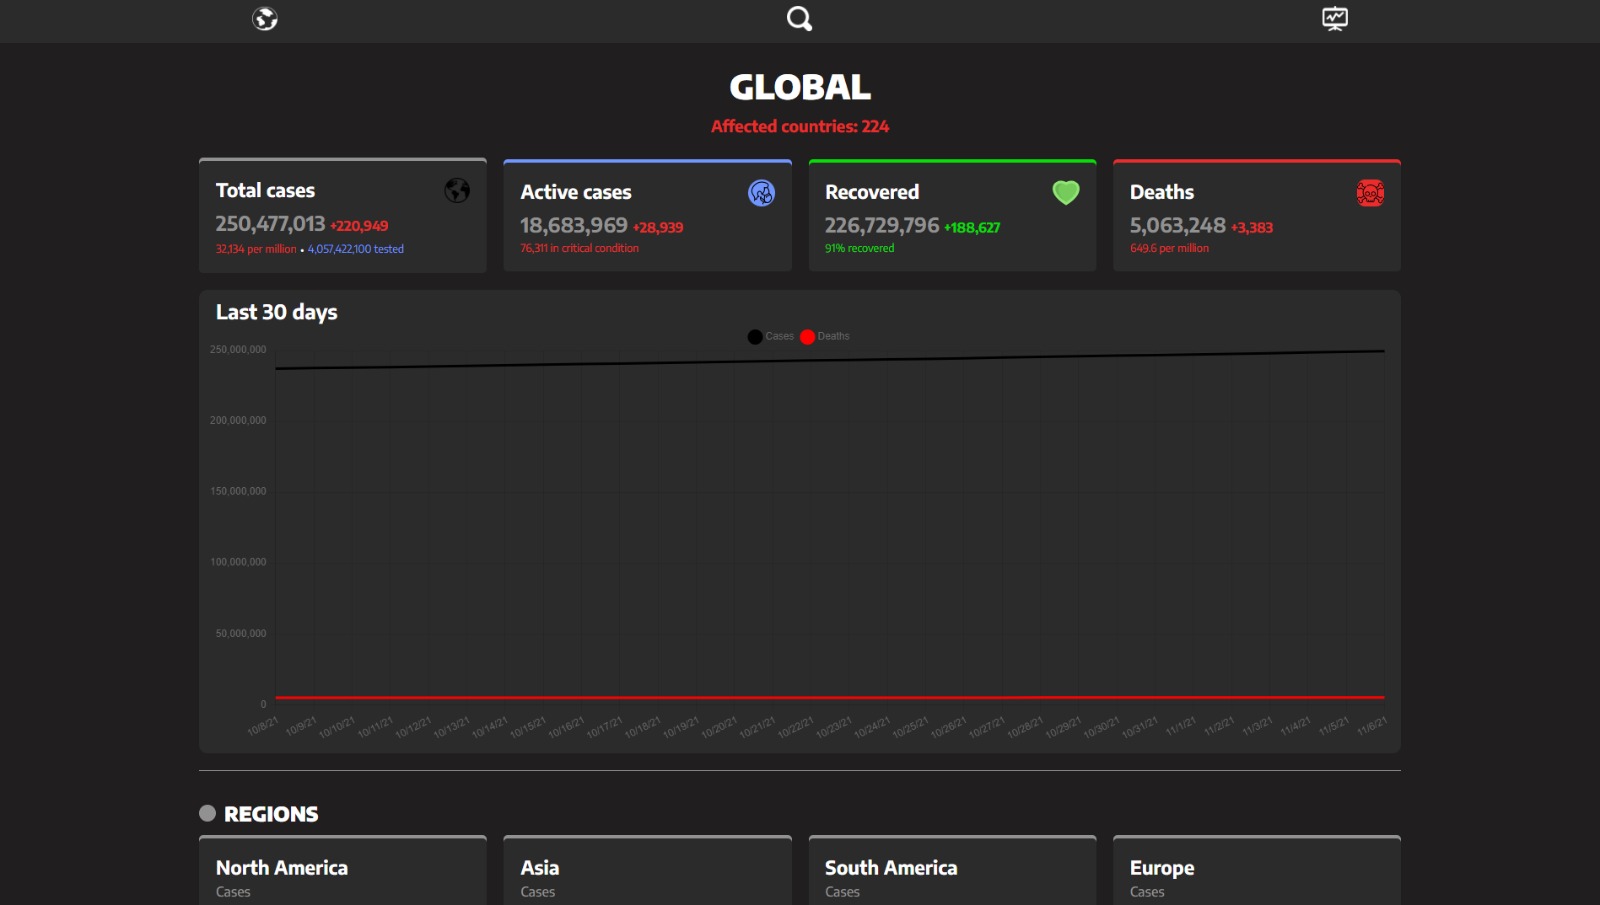 GLOBAL
Affected countries: 224
Total cases
250,477,013 +220,949
32,134 per million • 4,057,422,100 tested
Active cases
18,683,969 +28,939
76,311 in critical condition
Recovered
226,729,796 +188,627
91% recovered
Deaths
5,063,248 +3,383
649.6 per million
Last 30 days
Cases Deaths
250,000,000
200,000,000
150,000,000
100,000,000
50,000,000
0
10/8/21 10/9/21 10/10/21 10/11/21 10/12/21 10/13/21 10/14/21 10/15/21 10/16/21 10/17/21 10/18/21 10/19/21 10/20/21 10/21/21 10/22/21 10/23/21 10/24/21 10/25/21 10/26/21 10/27/21 10/28/21 10/29/21 10/30/21 10/31/21 11/1/21 11/2/21 11/3/21 11/4/21 11/5/21 11/6/21
REGIONS
North America
Cases
Asia
Cases
South America
Cases
Europe
Cases